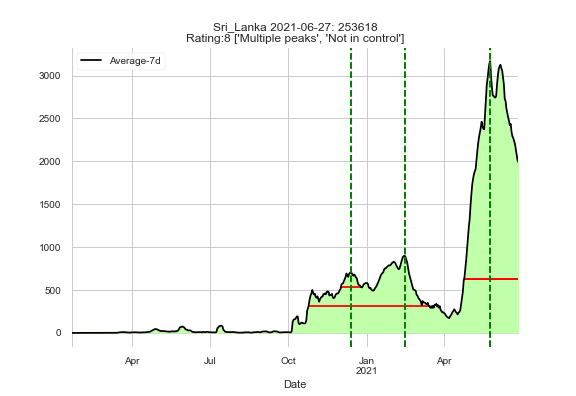 Sri_Lanka 2021-06-27: 253618
Rating:8 ['Multiple peaks', 'Not in control']
Average-7d
3000
2500
2000
1500
1000
500
0
Apr
Jul
Oct
Jan
2021
Apr
Date